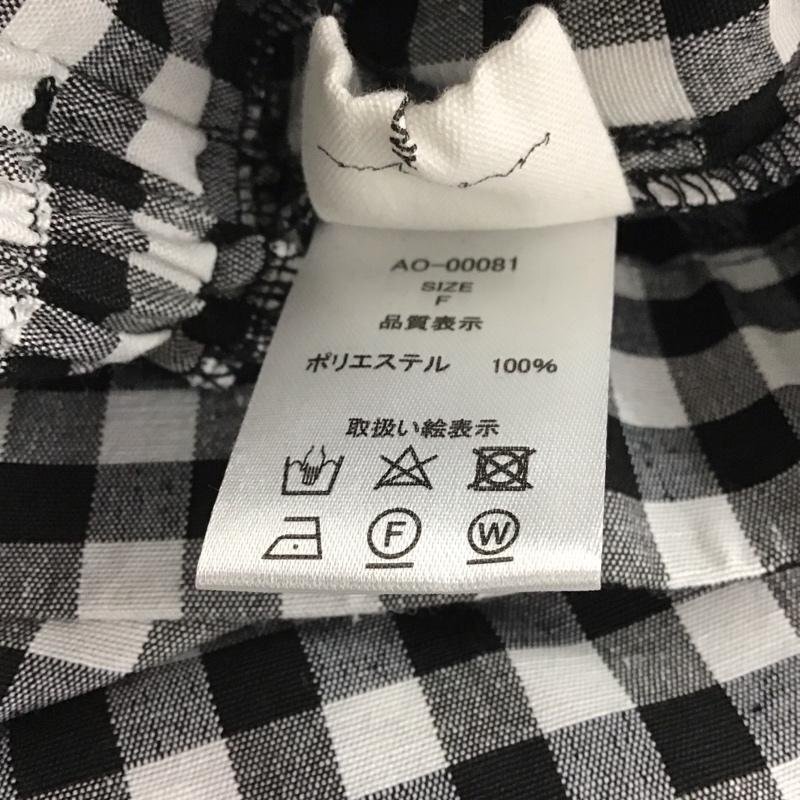 AO-00081
SIZE
F
品質表示
ポリエステル 100%
取扱い絵表示
F W